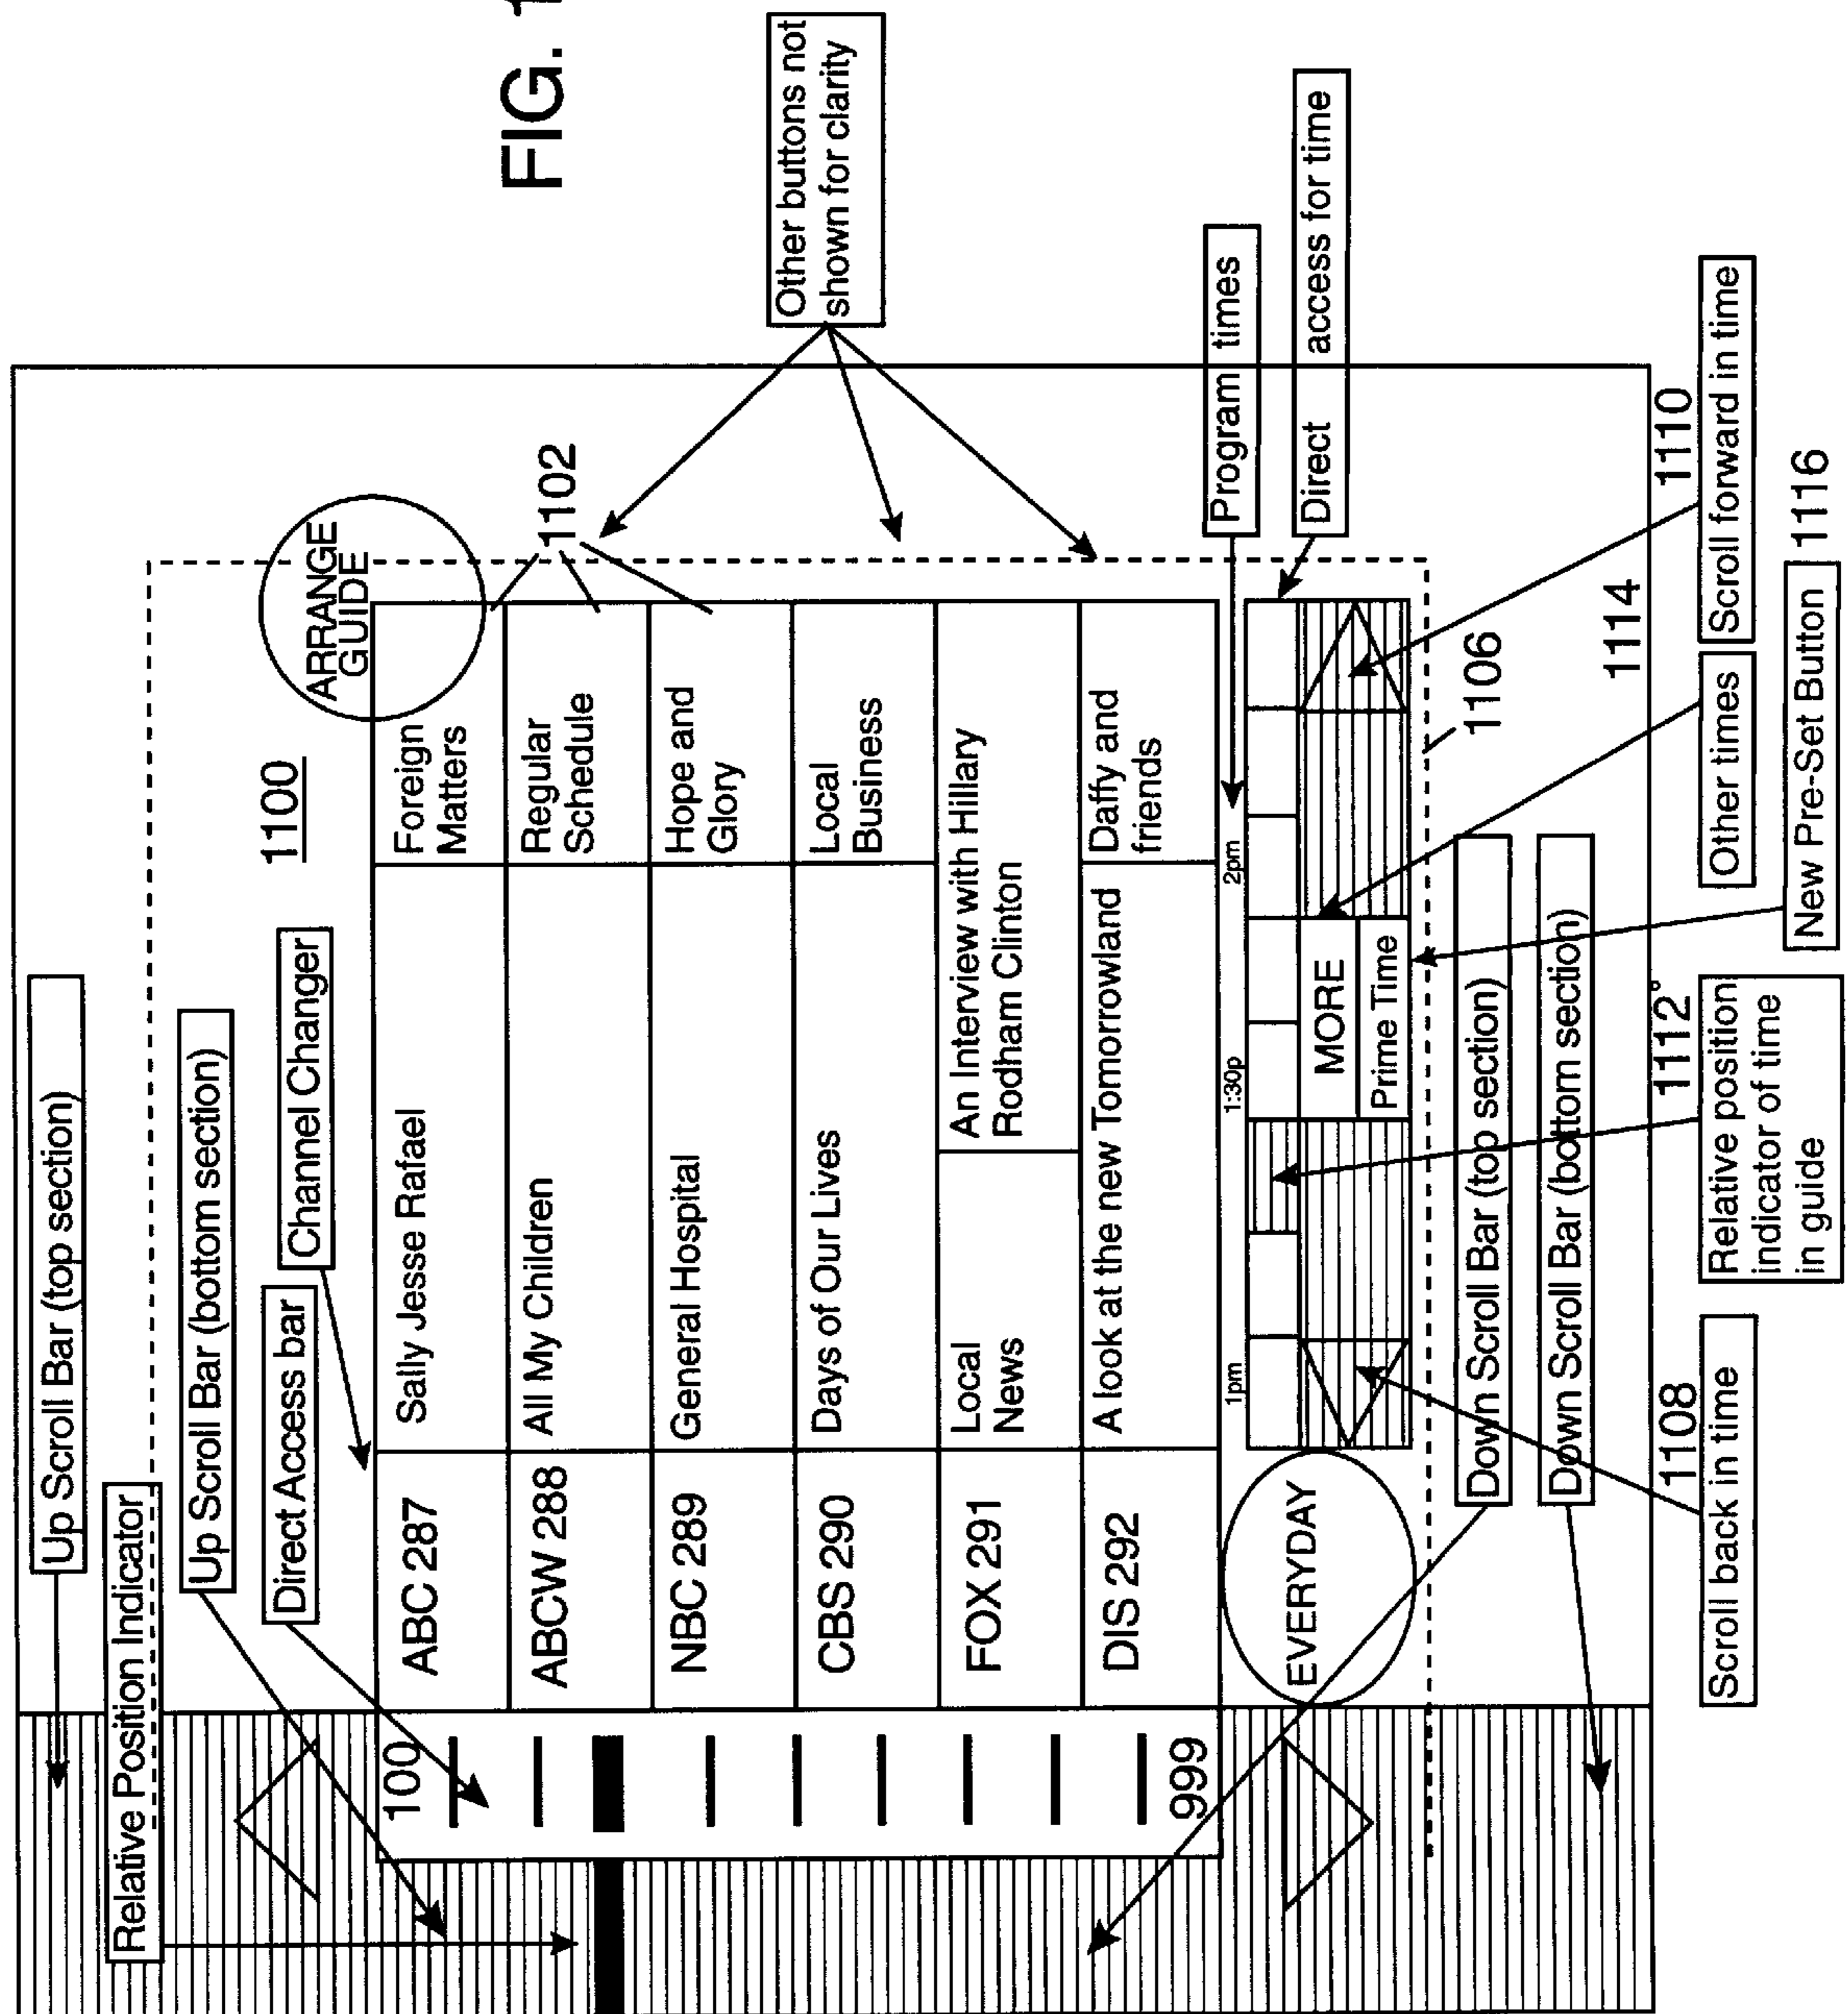 FIG. 1
Up Scroll Bar (top section)
Relative Position Indicator
Up Scroll Bar (bottom section)
Direct Access bar
Channel Changer
1100
ARRANGE
GUIDE
1102
Other buttons not
shown for clarity
100
999
ABC 287
Sally Jesse Rafael
Foreign
Matters
ABCW 288
All My Children
Regular
Schedule
NBC 289
General Hospital
Hope and
Glory
CBS 290
Days of Our Lives
Local
Business
FOX 291
Local
News
An Interview with Hillary
Rodham Clinton
DIS 292
A look at the new Tomorrowland
Daffy and
friends
1pm
1:30p
2pm
Program times
Direct access for time
EVERYDAY
MORE
Prime Time
1106
Down Scroll Bar (top section)
Down Scroll Bar (bottom section)
1108
Scroll back in time
1112
Relative position
indicator of time
in guide
1114
Other times
1110
Scroll forward in time
New Pre-Set Button
1116